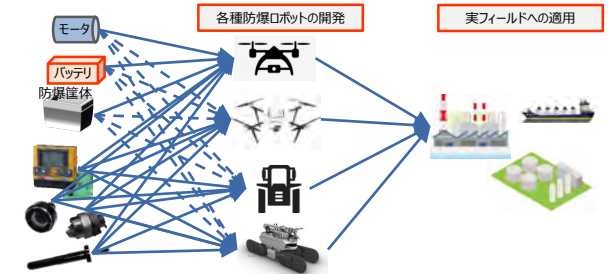 各種防爆ロボットの開発
実フィールドへの適用
モータ
バッテリ
防爆筐体